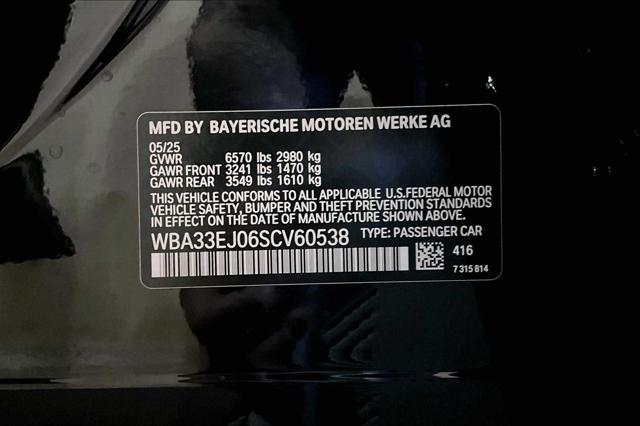 MFD BY BAYERISCHE MOTOREN WERKE AG
05/25
GVWR 6570 lbs 2980 kg
GAWR FRONT 3241 lbs 1470 kg
GAWR REAR 3549 lbs 1610 kg
THIS VEHICLE CONFORMS TO ALL APPLICABLE U.S.FEDERAL MOTOR
VEHICLE SAFETY, BUMPER AND THEFT PREVENTION STANDARDS
IN EFFECT ON THE DATE OF MANUFACTURE SHOWN ABOVE.
WBA33EJ06SCV60538 TYPE: PASSENGER CAR
416
7 315 814